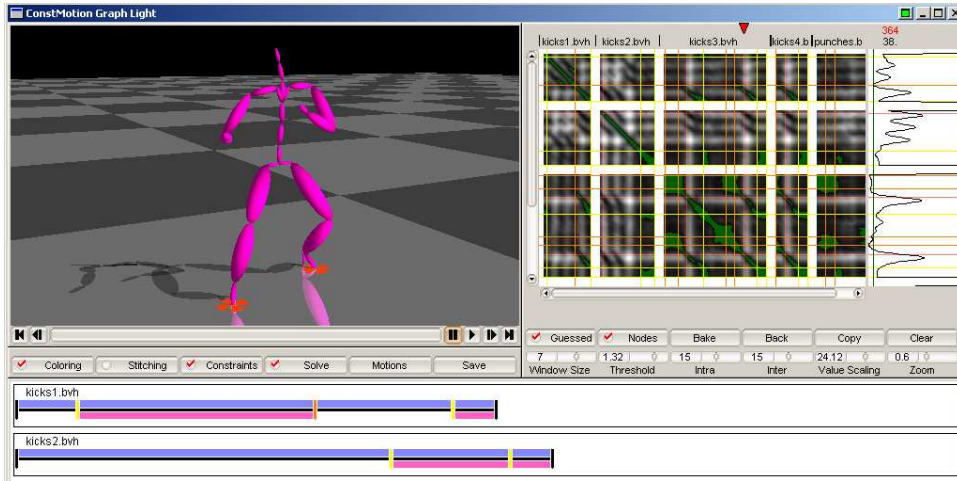 ConstMotion Graph Light
364
kicks1.bvh kicks2.bvh kicks3.bvh kicks4.b punches.b 38.
Guessed Nodes Bake Back Copy Clear
7 1.32 15 15 24.12 0.6
Window Size Threshold Intra Inter Value Scaling Zoom
Coloring Stitching Constraints Solve Motions Save
kicks1.bvh
kicks2.bvh